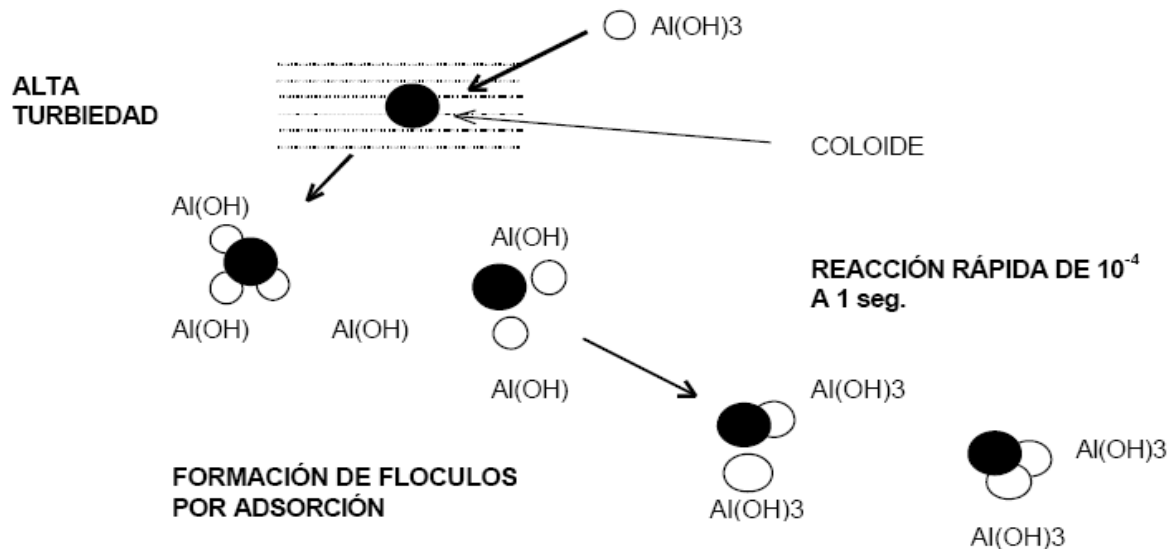 Al(OH)3
ALTA
TURBIEDAD
COLOIDE
Al(OH)
Al(OH)
REACCIÓN RÁPIDA DE 10⁻⁴
A 1 seg.
Al(OH)
Al(OH)
Al(OH)
Al(OH)3
FORMACIÓN DE FLOCULOS
POR ADSORCIÓN
Al(OH)3
Al(OH)3
Al(OH)3